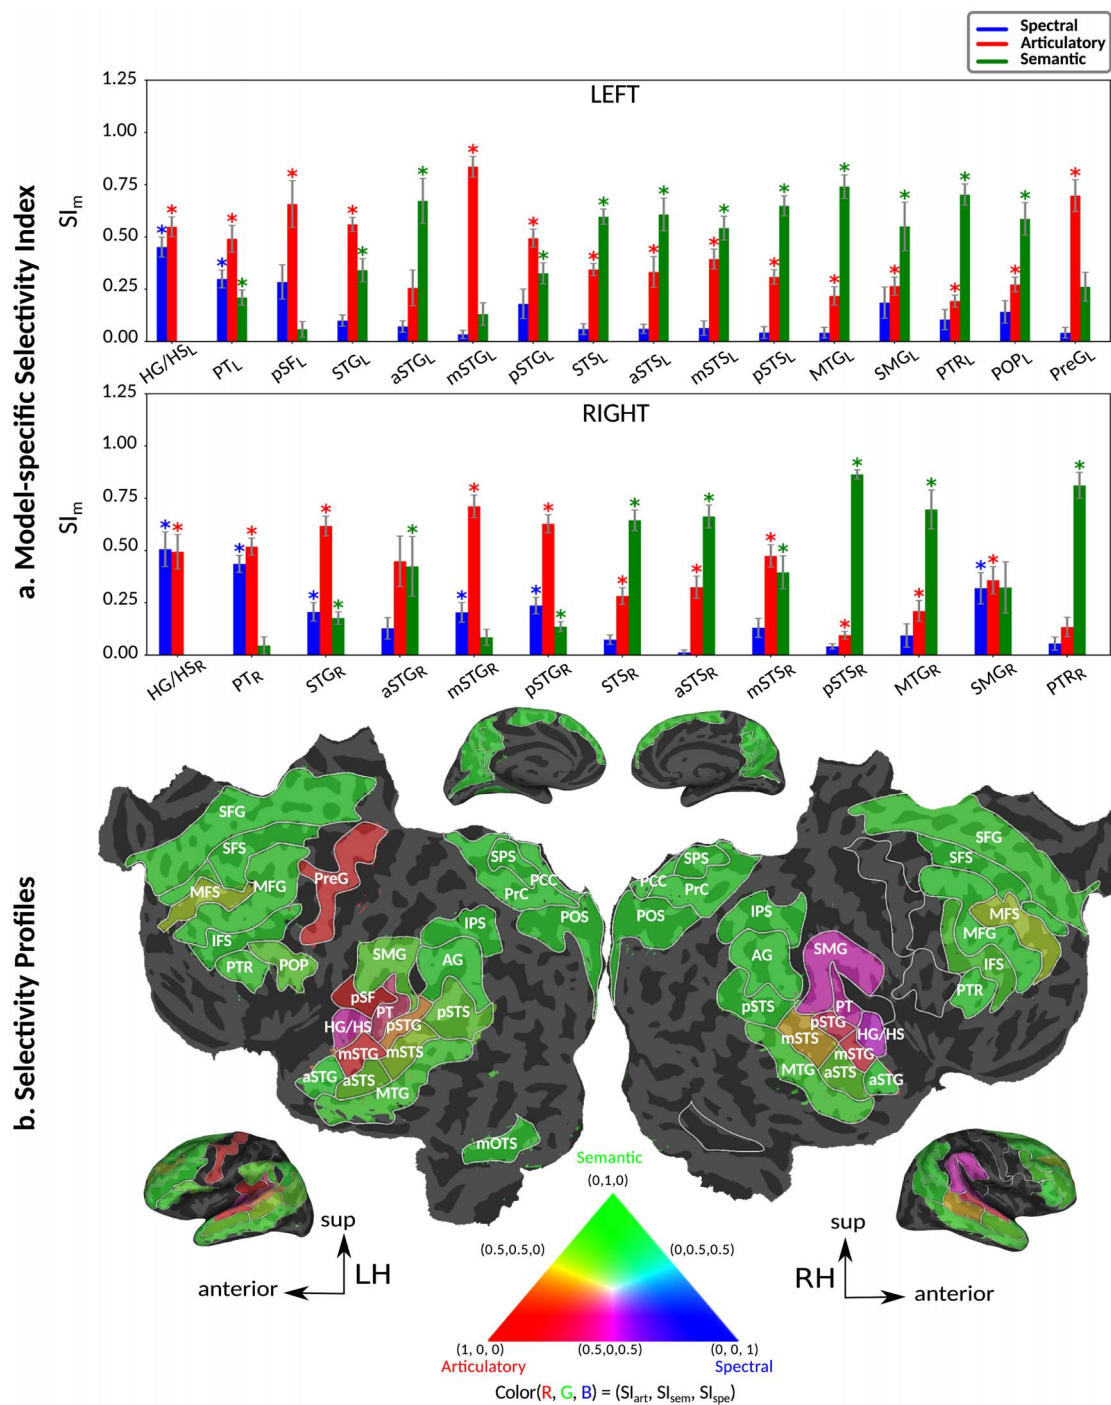 Spectral
Articulatory
Semantic
a. Model-specific Selectivity Index
LEFT
SIm
1.25
1.00
0.75
0.50
0.25
0.00
* * * * * * * * * * * * * * * * * * * * * * * * * * * * *
HG/HSL PTL pSFL STGL aSTGL mSTGL pSTGL STSL aSTSL mSTSL pSTSL MTGL SMGL PTRL POPL PreGL
RIGHT
SIm
1.25
1.00
0.75
0.50
0.25
0.00
* * * * * * * * * * * * * * * * * * * * * * * * *
HG/HSR PTR STGR aSTGR mSTGR pSTGR STSR aSTSR mSTSR pSTSR MTGR SMGR PTRR
b. Selectivity Profiles
SFG
SFS
MFS MFG
PreG
IFS
PTR POP
SPS
PCC
PrC
POS
IPS
SMG AG
pSF PT pSTS
HG/HS pSTG
mSTG mSTS
aSTG aSTS
MTG
mOTS
SPS
PCC PrC
POS
IPS
AG SMG
pSTS PT
pSTG HG/HS
mSTS mSTG
MTG aSTS aSTG
SFG
SFS
MFS
MFG
IFS
PTR
sup
anterior LH
sup
RH anterior
Semantic
(0,1,0)
(0.5,0.5,0) (0,0.5,0.5)
(1, 0, 0) (0.5,0,0.5) (0, 0, 1)
Articulatory Spectral
Color(R, G, B) = (SIart, SIsem, SIspe)